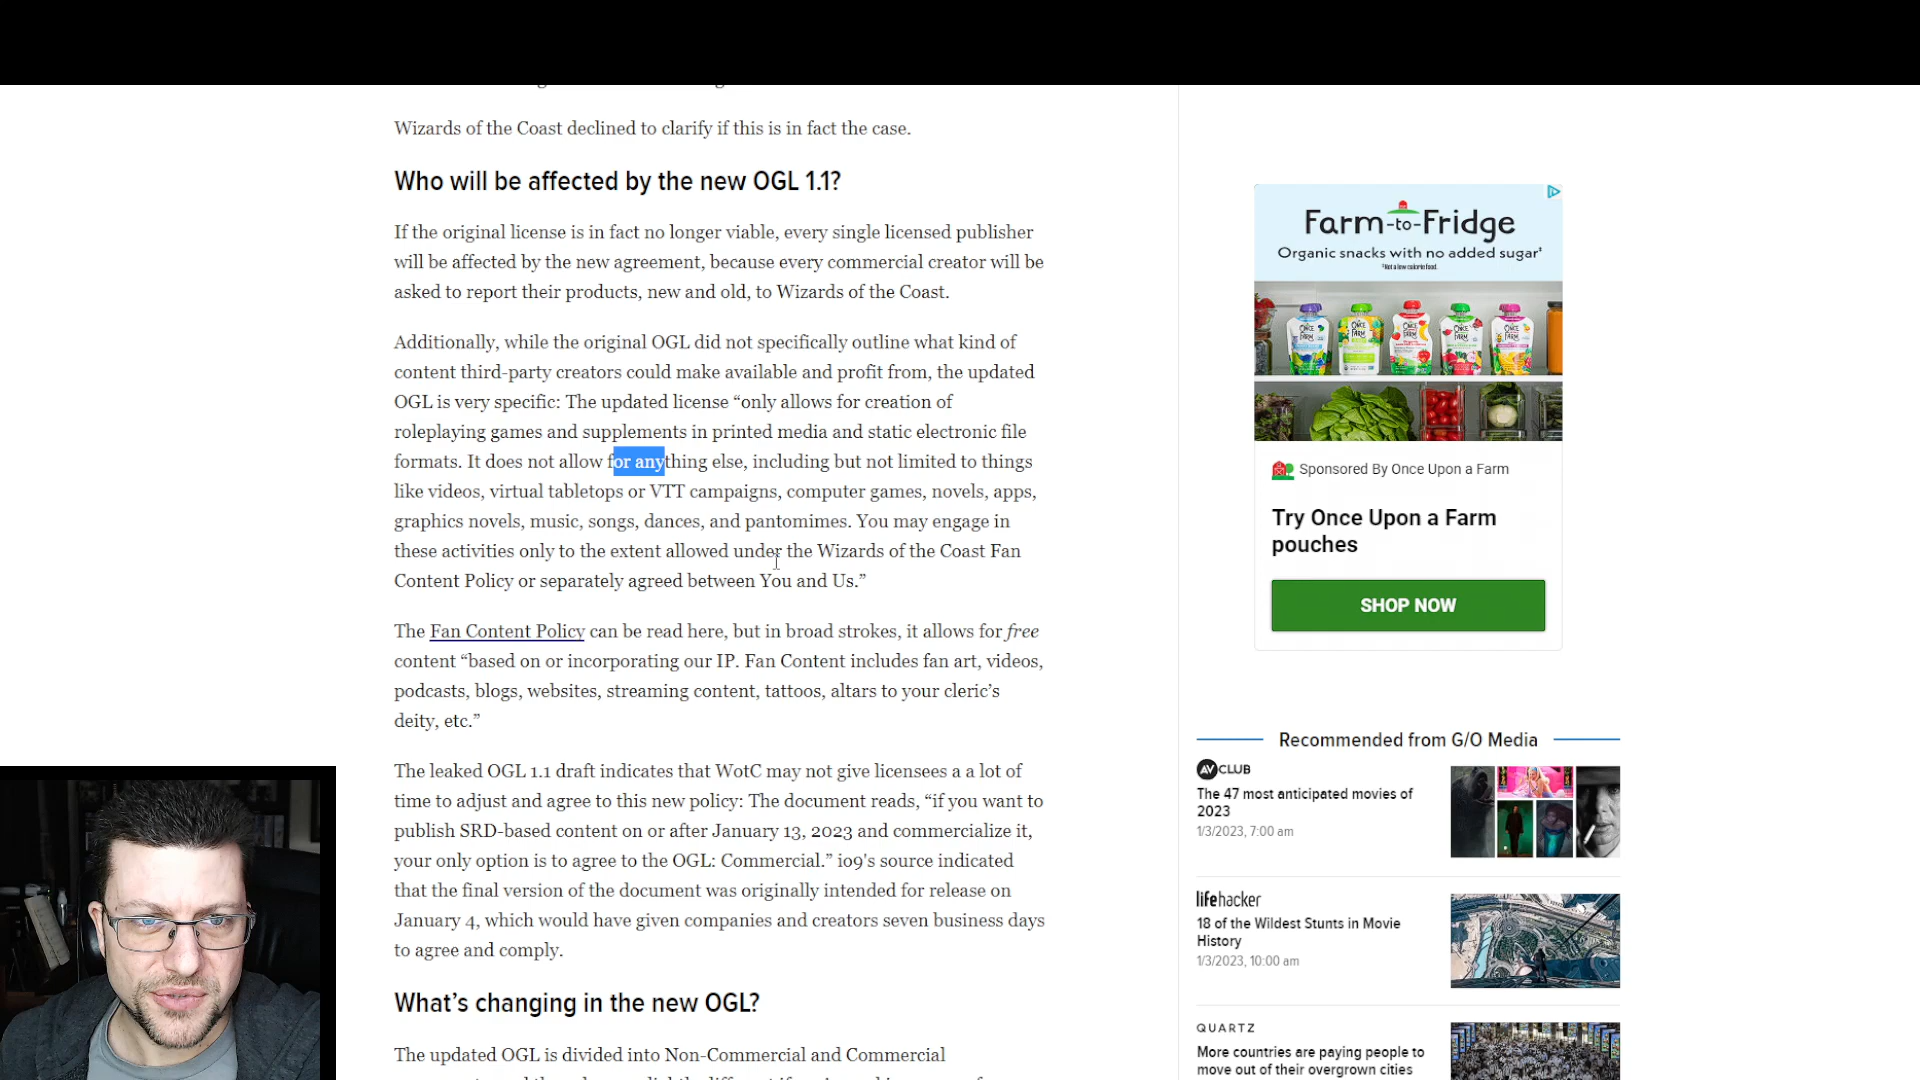 Wizards of the Coast declined to clarify if this is in fact the case.
Who will be affected by the new OGL 1.1?
If the original license is in fact no longer viable, every single licensed publisher
will be affected by the new agreement, because every commercial creator will be
asked to report their products, new and old, to Wizards of the Coast.
Additionally, while the original OGL did not specifically outline what kind of
content third-party creators could make available and profit from, the updated
OGL is very specific: The updated license “only allows for creation of
roleplaying games and supplements in printed media and static electronic file
formats. It does not allow for anything else, including but not limited to things
like videos, virtual tabletops or VTT campaigns, computer games, novels, apps,
graphics novels, music, songs, dances, and pantomimes. You may engage in
these activities only to the extent allowed under the Wizards of the Coast Fan
Content Policy or separately agreed between You and Us.”
The Fan Content Policy can be read here, but in broad strokes, it allows for free
content “based on or incorporating our IP. Fan Content includes fan art, videos,
podcasts, blogs, websites, streaming content, tattoos, altars to your cleric’s
deity, etc.”
The leaked OGL 1.1 draft indicates that WotC may not give licensees a a lot of
time to adjust and agree to this new policy: The document reads, “if you want to
publish SRD-based content on or after January 13, 2023 and commercialize it,
your only option is to agree to the OGL: Commercial.” io9's source indicated
that the final version of the document was originally intended for release on
January 4, which would have given companies and creators seven business days
to agree and comply.
What’s changing in the new OGL?
The updated OGL is divided into Non-Commercial and Commercial
Farm-to-Fridge
Organic snacks with no added sugar¹
¹Not a low calorie food.
Sponsored By Once Upon a Farm
Try Once Upon a Farm
pouches
SHOP NOW
Recommended from G/O Media
AV CLUB
The 47 most anticipated movies of
2023
1/3/2023, 7:00 am
lifehacker
18 of the Wildest Stunts in Movie
History
1/3/2023, 10:00 am
QUARTZ
More countries are paying people to
move out of their overgrown cities